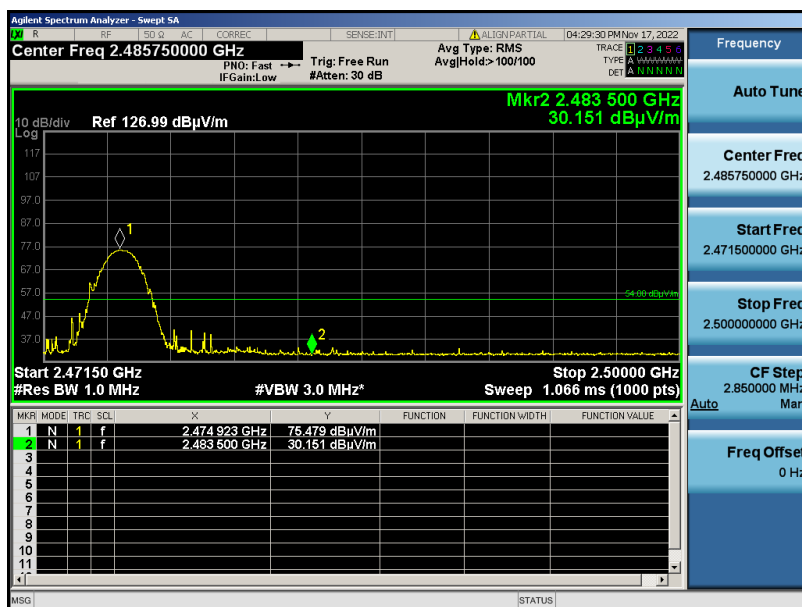 Agilent Spectrum Analyzer - Swept SA
LXI R RF 50 Ω AC CORREC SENSE:INT ALIGN PARTIAL 04:29:30 PM Nov 17, 2022
Center Freq 2.485750000 GHz
PNO: Fast
IFGain:Low
Trig: Free Run
#Atten: 30 dB
Avg Type: RMS
Avg|Hold:>100/100
TRACE 1 2 3 4 5 6
TYPE A WWWWW
DET A N N N N N
Mkr2 2.483 500 GHz
30.151 dBµV/m
10 dB/div
Log
Ref 126.99 dBµV/m
117
107
97.0
87.0
77.0
67.0
57.0
47.0
37.0
1
2
54.00 dBµV/m
Start 2.47150 GHz
Stop 2.50000 GHz
#Res BW 1.0 MHz
#VBW 3.0 MHz*
Sweep 1.066 ms (1000 pts)
MKR MODE TRC SCL X Y FUNCTION FUNCTION WIDTH FUNCTION VALUE
1 N 1 f 2.474 923 GHz 75.479 dBµV/m
2 N 1 f 2.483 500 GHz 30.151 dBµV/m
3
4
5
6
7
8
9
10
11
MSG
STATUS
Frequency
Auto Tune
Center Freq
2.485750000 GHz
Start Freq
2.471500000 GHz
Stop Freq
2.500000000 GHz
CF Step
2.850000 MHz
Auto Man
Freq Offset
0 Hz